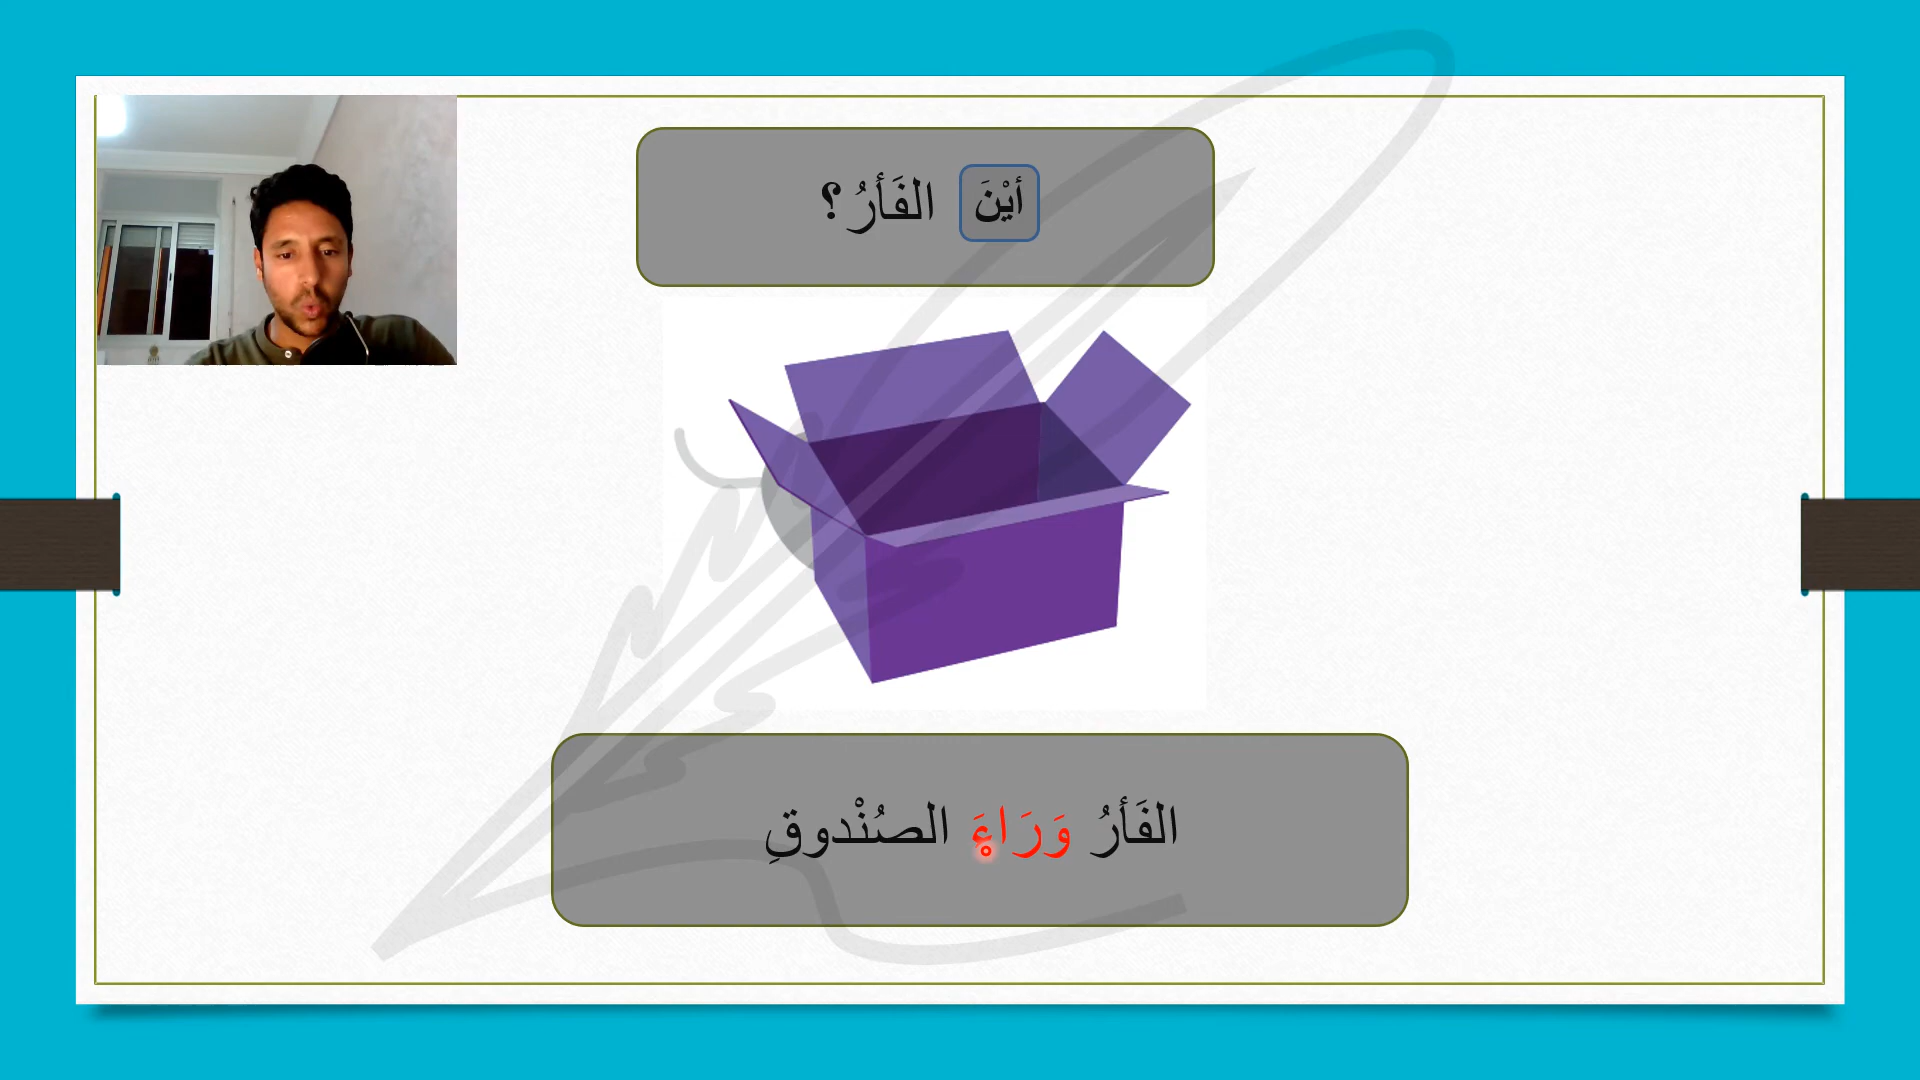 أيْنَ الفَأرُ ؟
الفَأرُ وَرَاءَ الصُنْدوقِ